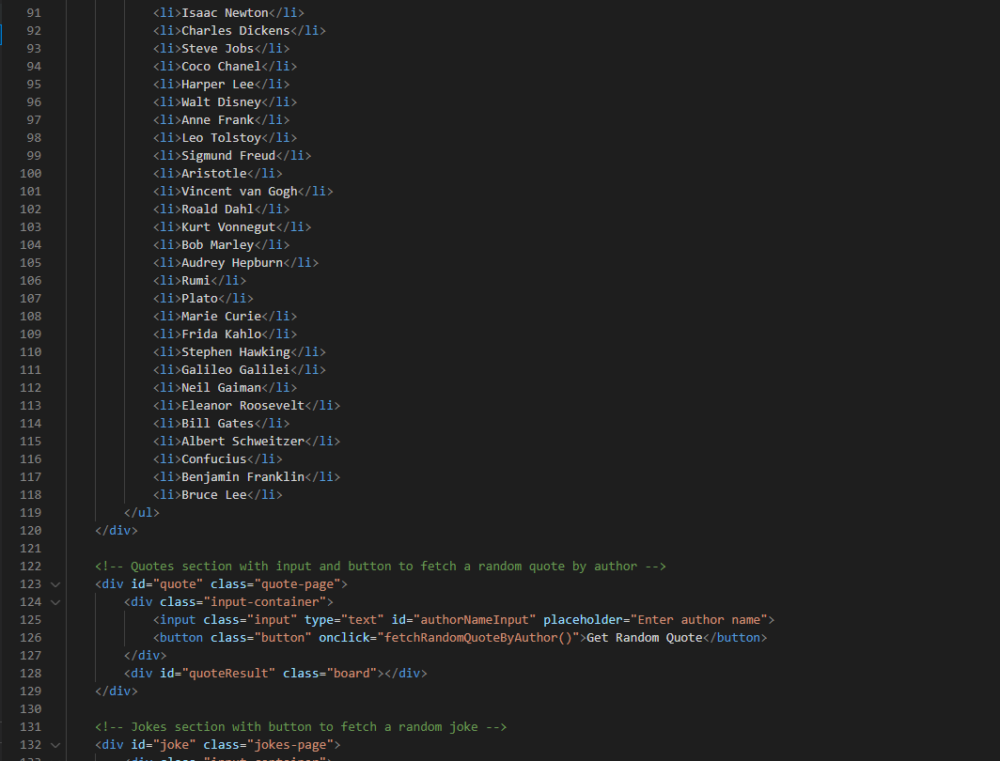 91 <li>Isaac Newton</li>
92 <li>Charles Dickens</li>
93 <li>Steve Jobs</li>
94 <li>Coco Chanel</li>
95 <li>Harper Lee</li>
96 <li>Walt Disney</li>
97 <li>Anne Frank</li>
98 <li>Leo Tolstoy</li>
99 <li>Sigmund Freud</li>
100 <li>Aristotle</li>
101 <li>Vincent van Gogh</li>
102 <li>Roald Dahl</li>
103 <li>Kurt Vonnegut</li>
104 <li>Bob Marley</li>
105 <li>Audrey Hepburn</li>
106 <li>Rumi</li>
107 <li>Plato</li>
108 <li>Marie Curie</li>
109 <li>Frida Kahlo</li>
110 <li>Stephen Hawking</li>
111 <li>Galileo Galilei</li>
112 <li>Neil Gaiman</li>
113 <li>Eleanor Roosevelt</li>
114 <li>Bill Gates</li>
115 <li>Albert Schweitzer</li>
116 <li>Confucius</li>
117 <li>Benjamin Franklin</li>
118 <li>Bruce Lee</li>
119 </ul>
120 </div>
121
122 <!-- Quotes section with input and button to fetch a random quote by author -->
123 <div id="quote" class="quote-page">
124 <div class="input-container">
125 <input class="input" type="text" id="authorNameInput" placeholder="Enter author name">
126 <button class="button" onclick="fetchRandomQuoteByAuthor()">Get Random Quote</button>
127 </div>
128 <div id="quoteResult" class="board"></div>
129 </div>
130
131 <!-- Jokes section with button to fetch a random joke -->
132 <div id="joke" class="jokes-page">
133 <div class="input-container">